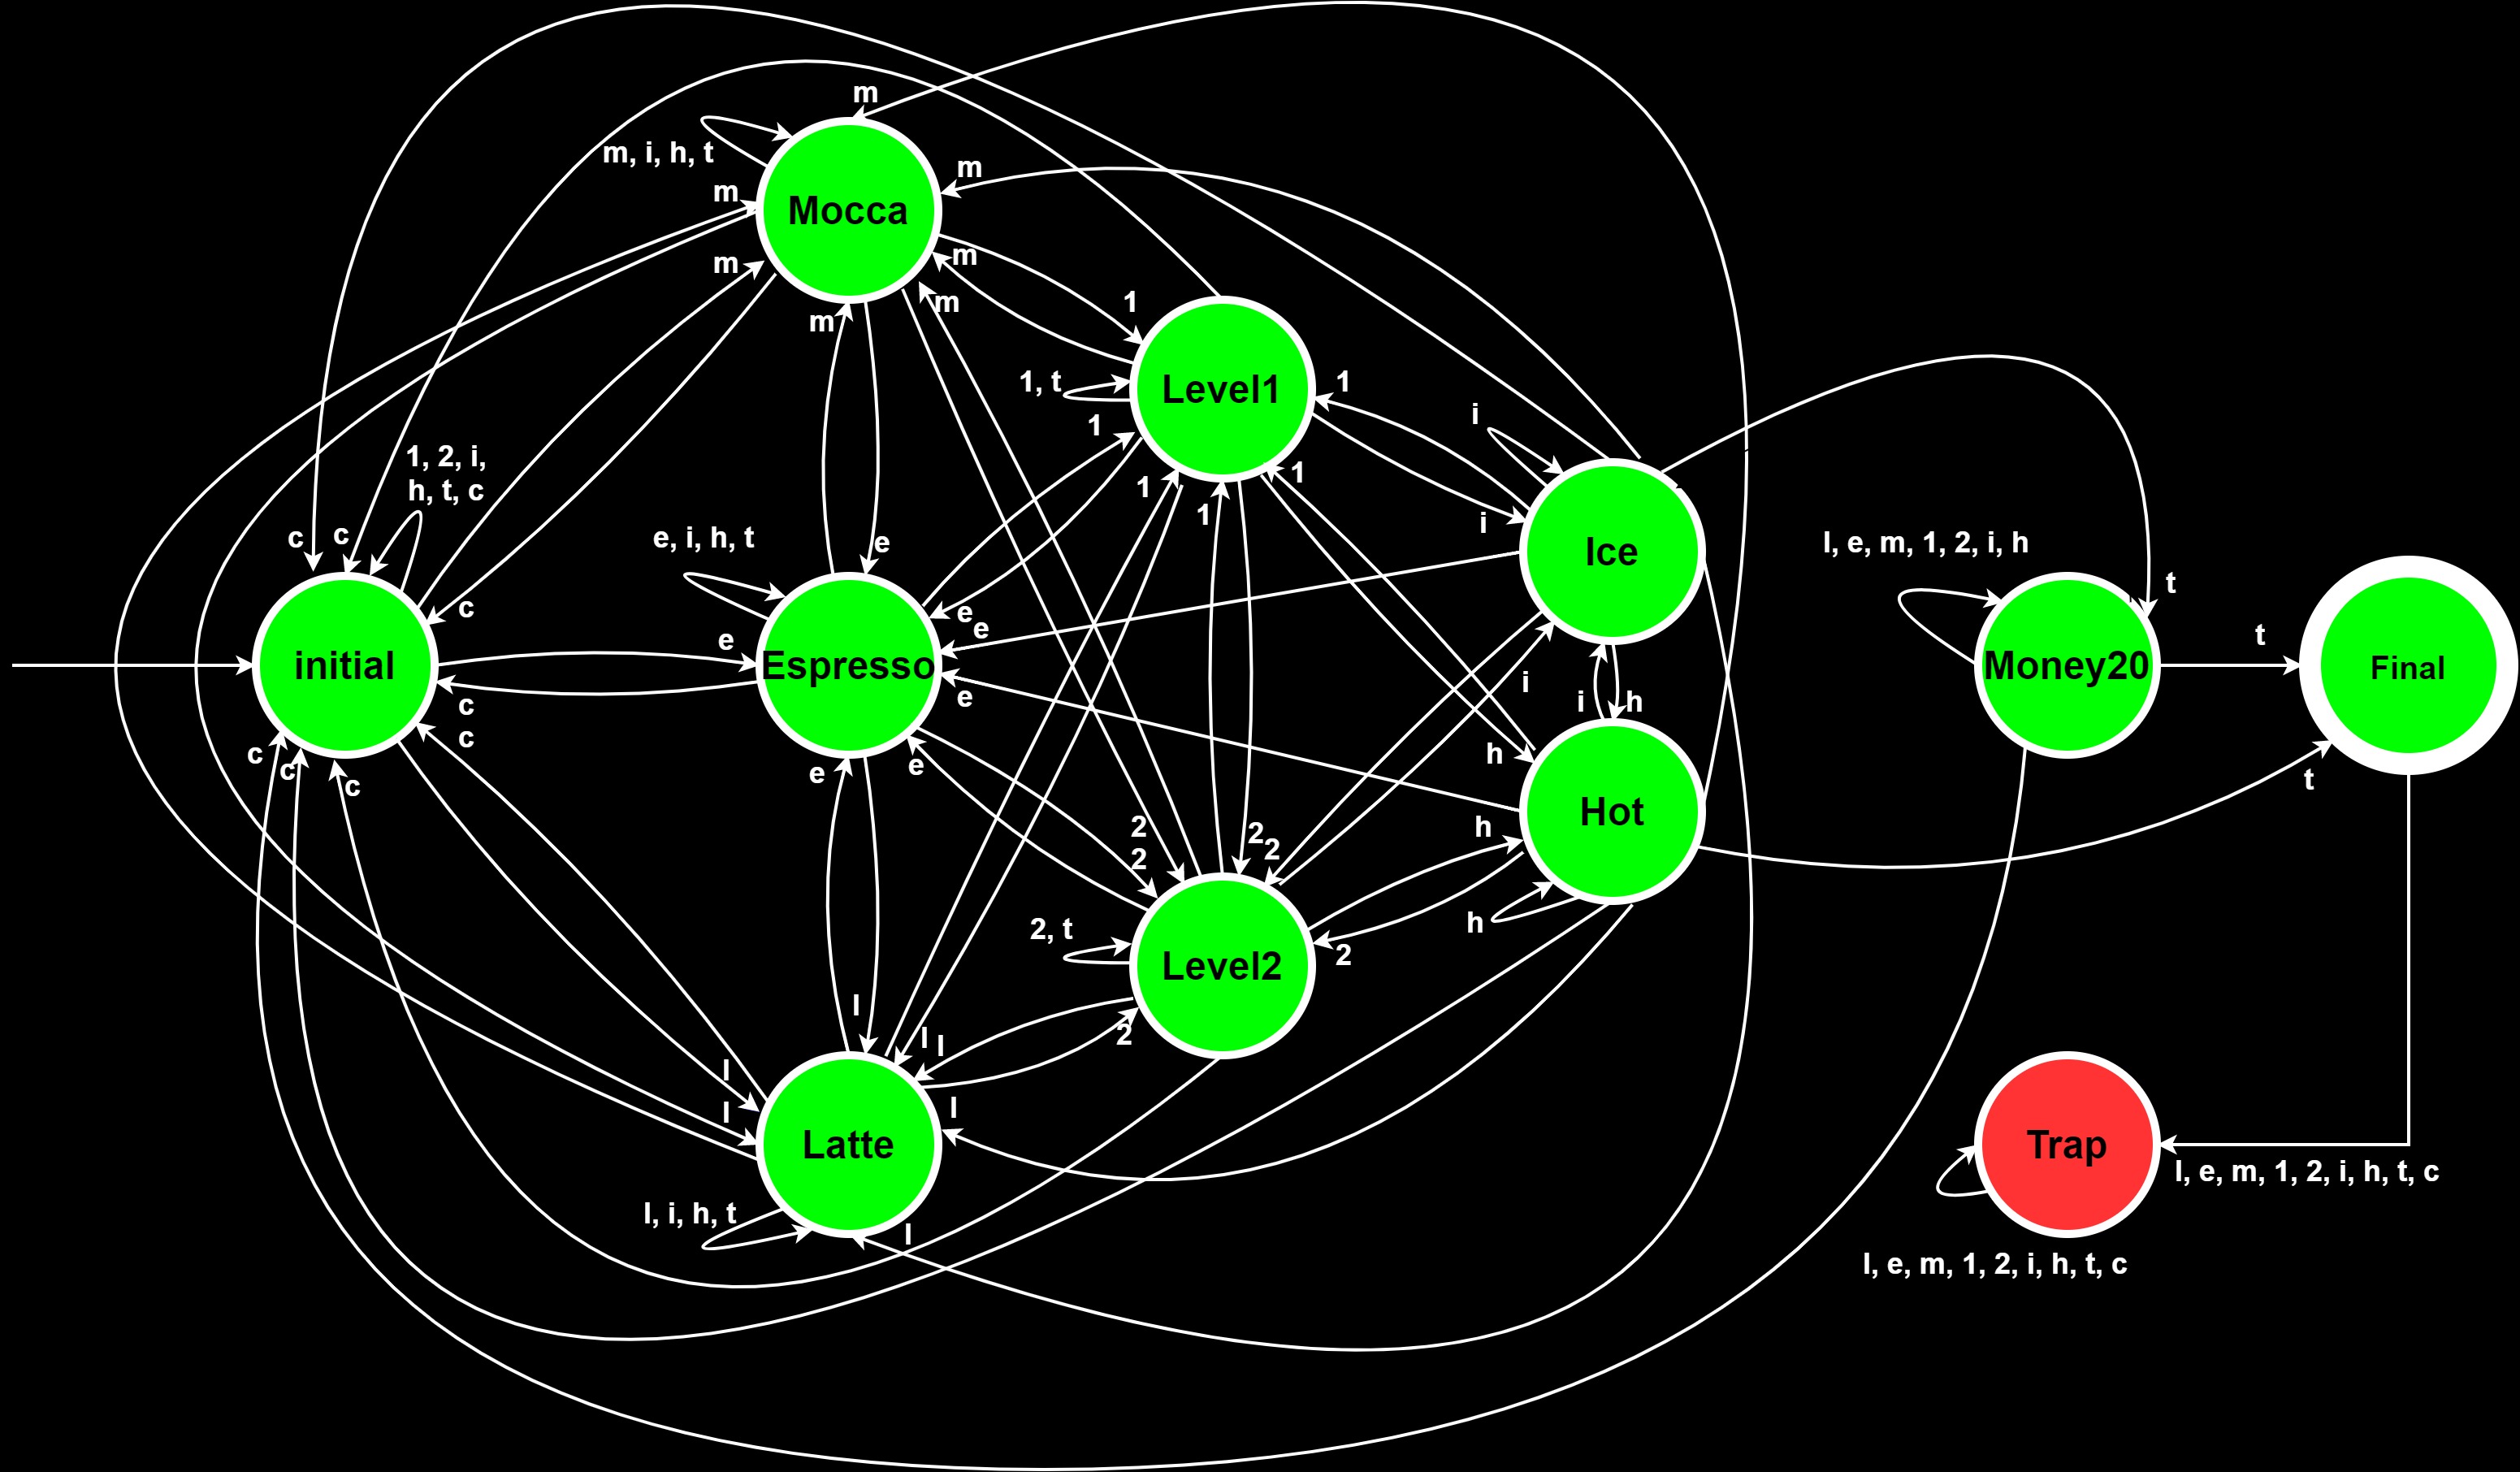 m
m, i, h, t
m
m
Mocca
m
m
m
m
1
1, t
Level1
1
1
1
1
1
1, 2, i,
h, t, c
c
c
i
i
Ice
e, i, h, t
e
e
e
l, e, m, 1, 2, i, h
t
c
initial
e
Espresso
e
c
c
i
i
h
Money20
t
Final
c
c
c
e
e
h
t
Hot
2
2
2
2
h
h
2, t
Level2
2
l
l
l
2
l
l
l
Latte
l, i, h, t
l
Trap
l, e, m, 1, 2, i, h, t, c
l, e, m, 1, 2, i, h, t, c